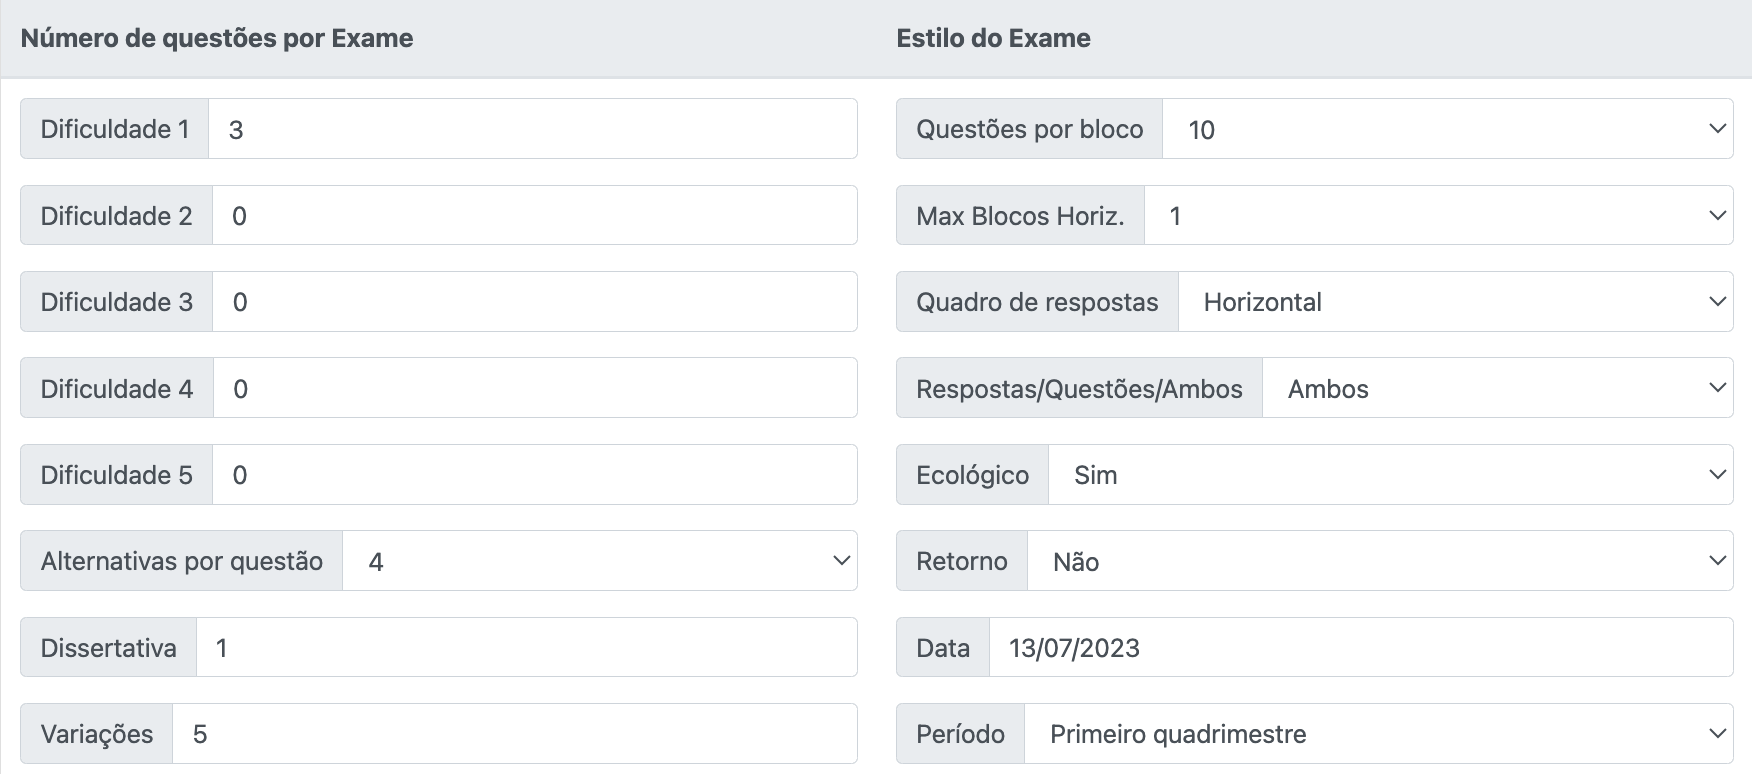 Número de questões por Exame
Estilo do Exame
Dificuldade 1 3
Questões por bloco 10
Dificuldade 2 0
Max Blocos Horiz. 1
Dificuldade 3 0
Quadro de respostas Horizontal
Dificuldade 4 0
Respostas/Questões/Ambos Ambos
Dificuldade 5 0
Ecológico Sim
Alternativas por questão 4
Retorno Não
Dissertativa 1
Data 13/07/2023
Variações 5
Período Primeiro quadrimestre